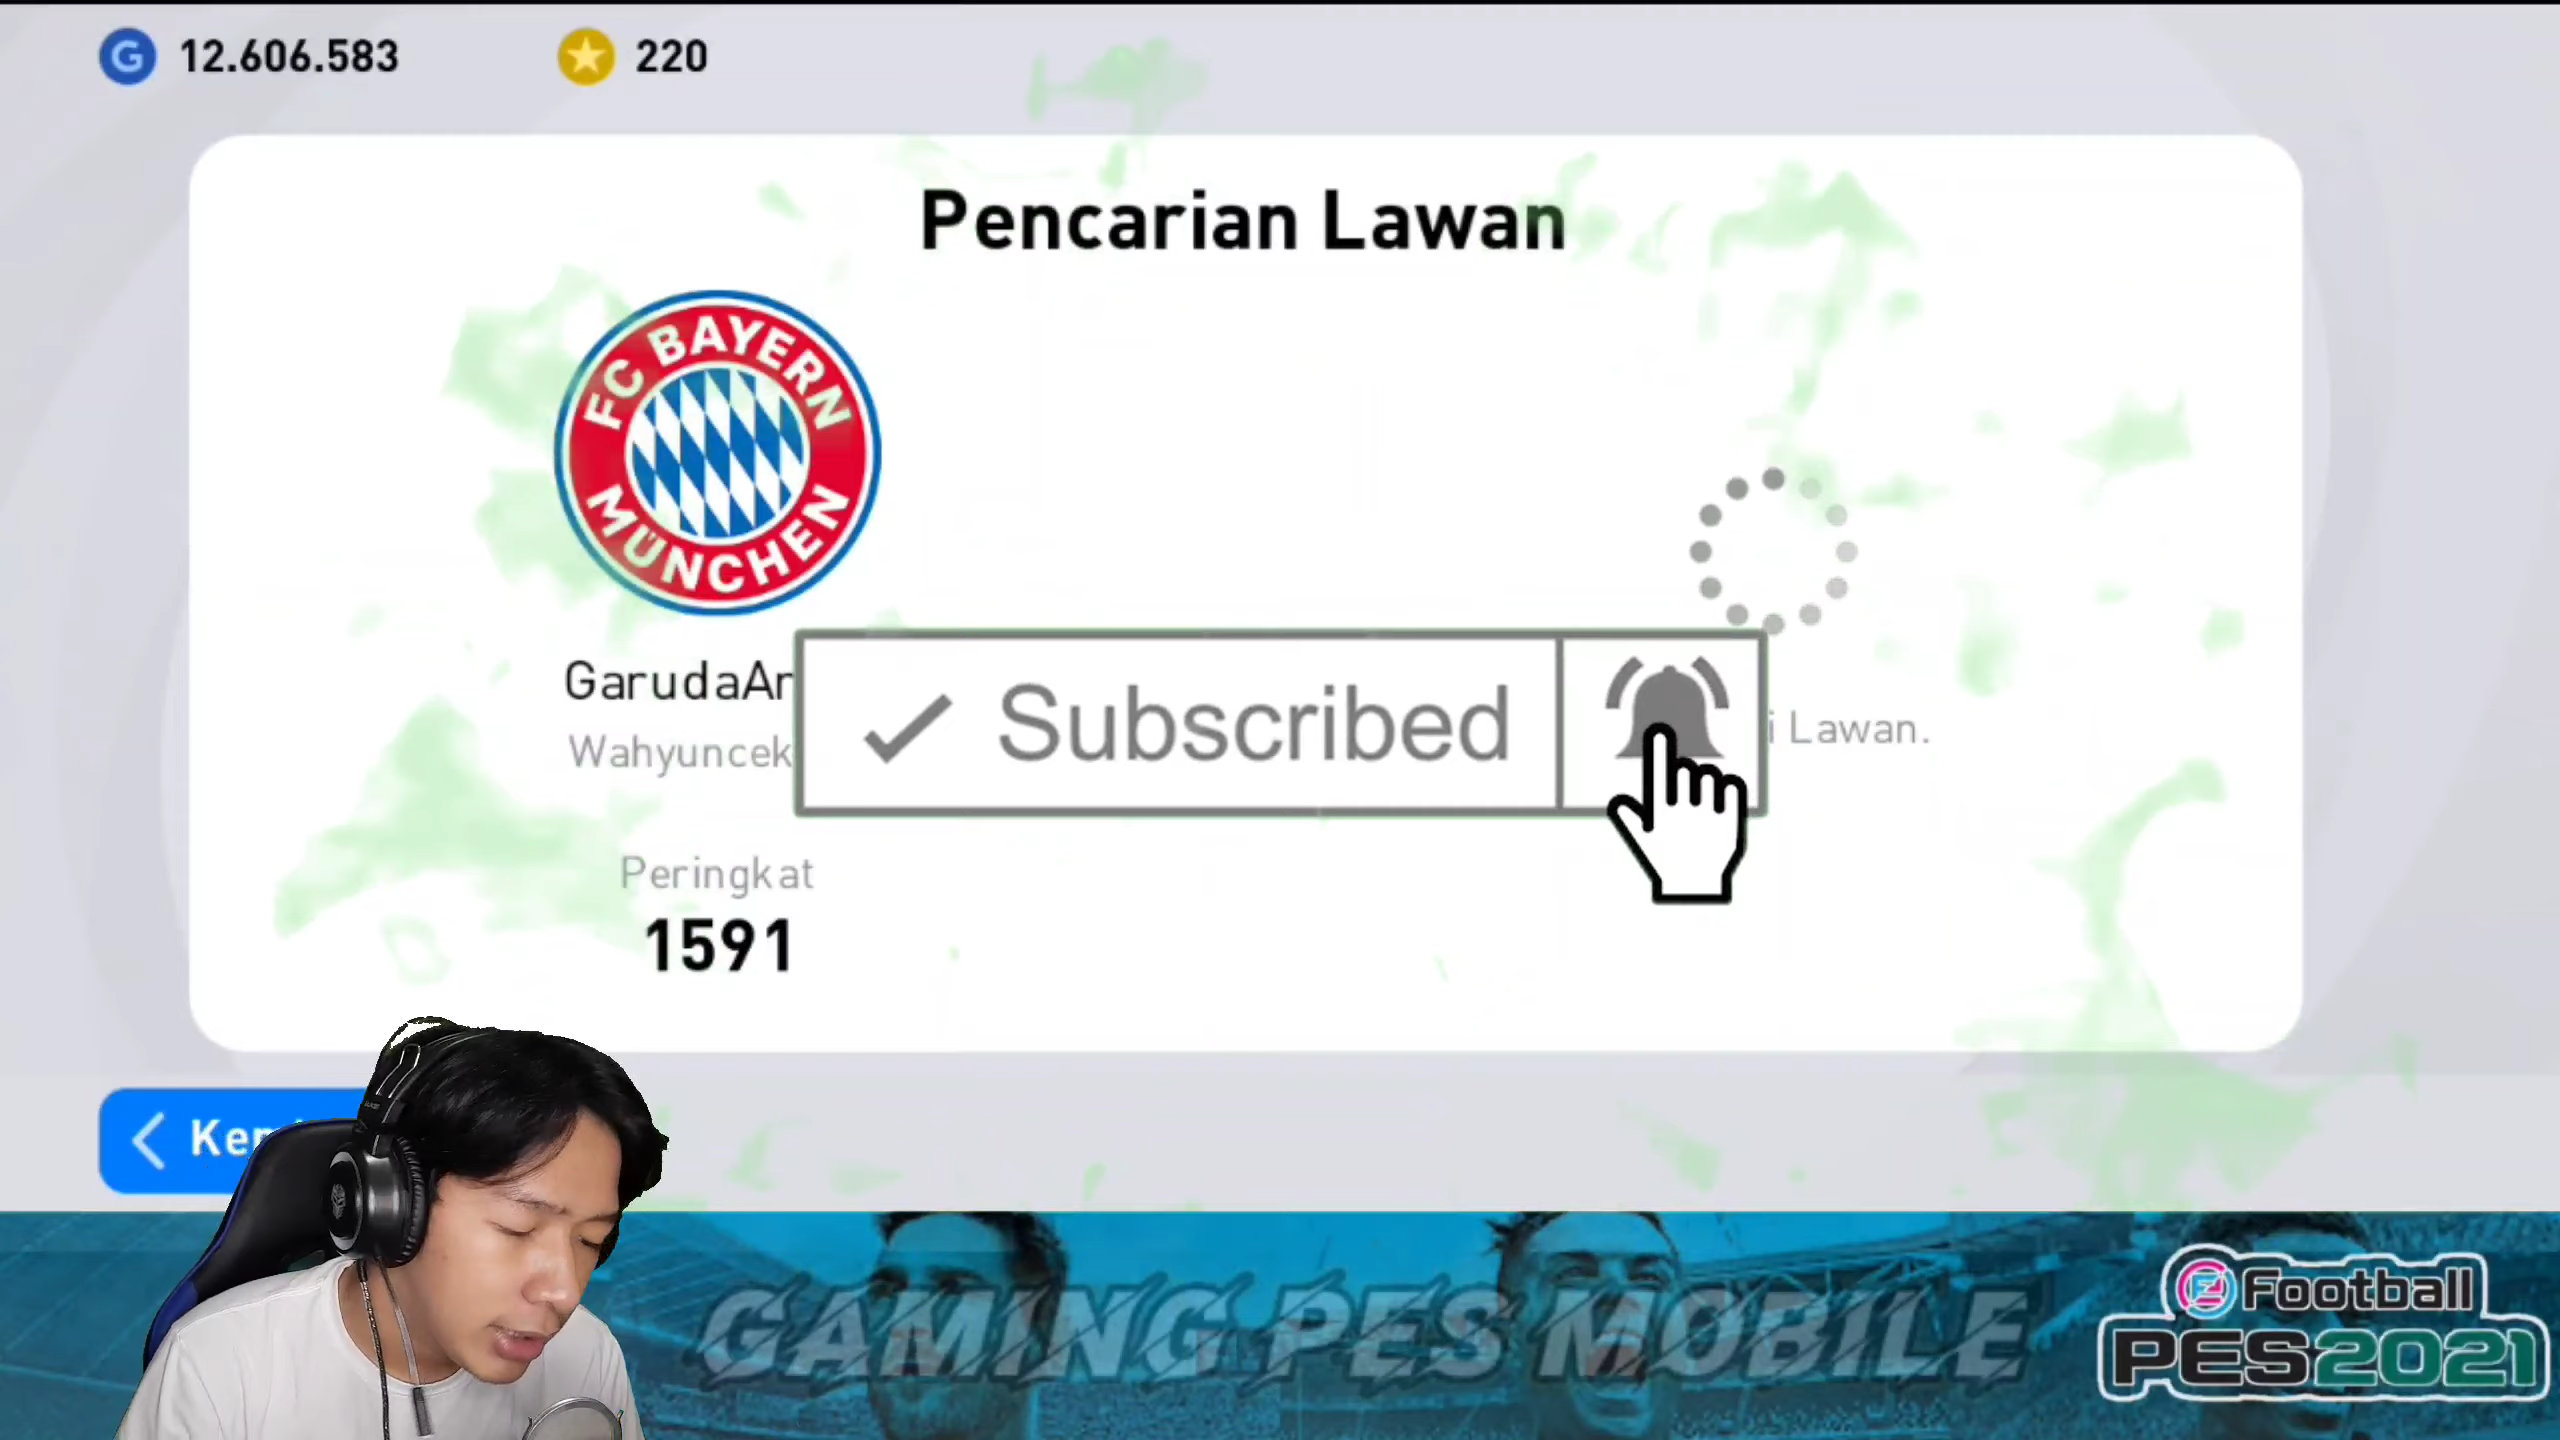 G 12.606.583
220
Pencarian Lawan
FC BAYERN
MÜNCHEN
GarudaAr
Wahyuncek
Subscribed
i Lawan.
Peringkat
1591
GAMING PES MOBILE
eFootball
PES2021